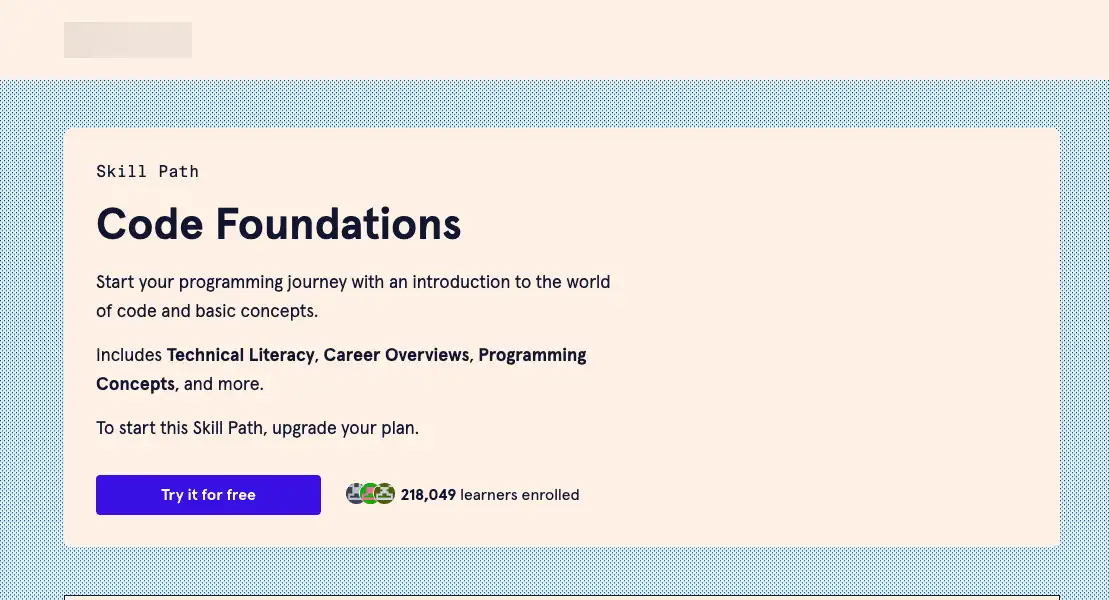 Skill Path
Code Foundations
Start your programming journey with an introduction to the world
of code and basic concepts.
Includes Technical Literacy, Career Overviews, Programming
Concepts, and more.
To start this Skill Path, upgrade your plan.
Try it for free
218,049 learners enrolled